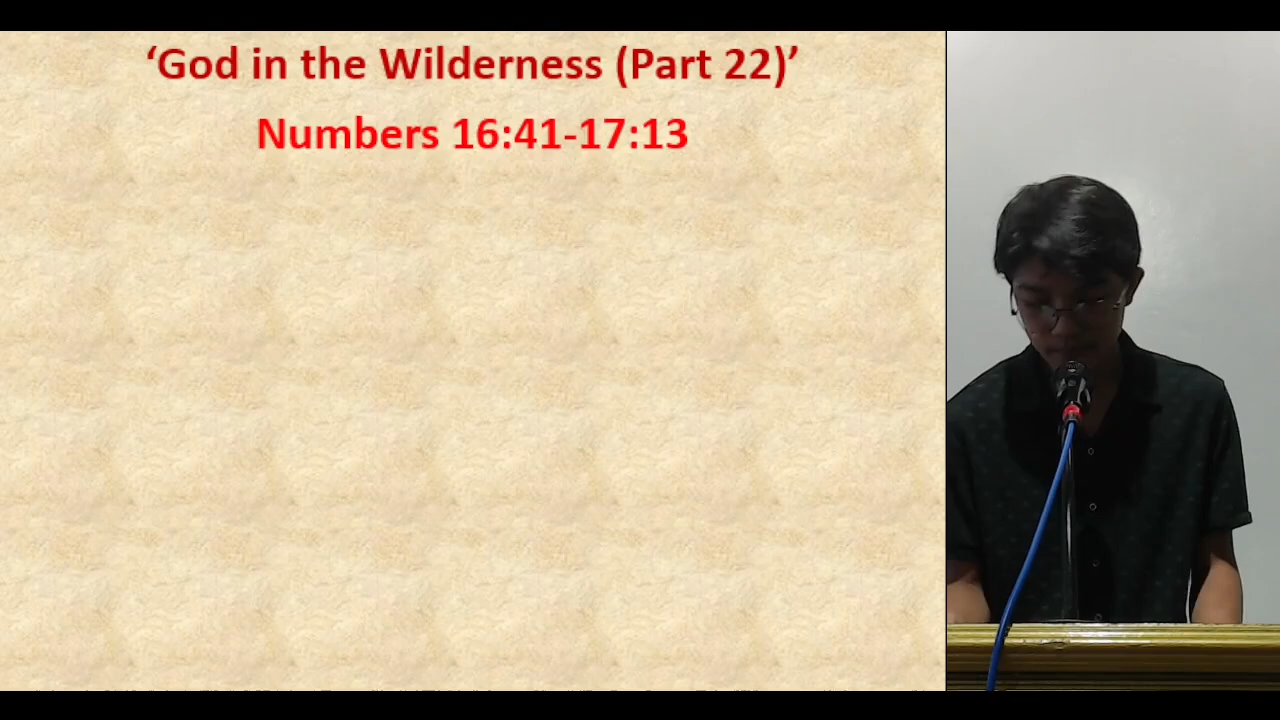 ‘God in the Wilderness (Part 22)’
Numbers 16:41-17:13